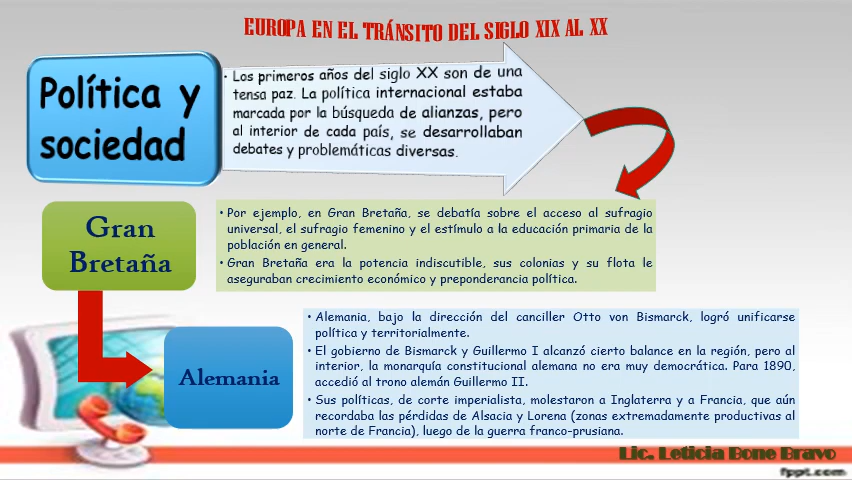 EUROPA EN EL TRÁNSITO DEL SIGLO XIX AL XX
Política y
sociedad
• Los primeros años del siglo XX son de una
tensa paz. La política internacional estaba
marcada por la búsqueda de alianzas, pero
al interior de cada país, se desarrollaban
debates y problemáticas diversas.
Gran
Bretaña
• Por ejemplo, en Gran Bretaña, se debatía sobre el acceso al sufragio
universal, el sufragio femenino y el estímulo a la educación primaria de la
población en general.
• Gran Bretaña era la potencia indiscutible, sus colonias y su flota le
aseguraban crecimiento económico y preponderancia política.
Alemania
• Alemania, bajo la dirección del canciller Otto von Bismarck, logró unificarse
política y territorialmente.
• El gobierno de Bismarck y Guillermo I alcanzó cierto balance en la región, pero al
interior, la monarquía constitucional alemana no era muy democrática. Para 1890,
accedió al trono alemán Guillermo II.
• Sus políticas, de corte imperialista, molestaron a Inglaterra y a Francia, que aún
recordaba las pérdidas de Alsacia y Lorena (zonas extremadamente productivas al
norte de Francia), luego de la guerra franco-prusiana.
Lic. Leticia Bone Bravo
fppt.com